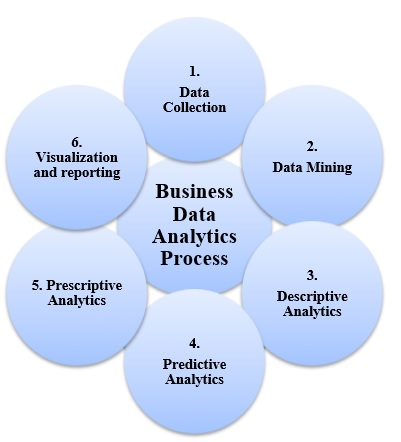 1.
Data
Collection
2.
Data Mining
3.
Descriptive
Analytics
4.
Predictive
Analytics
5. Prescriptive
Analytics
6.
Visualization
and reporting
Business
Data
Analytics
Process